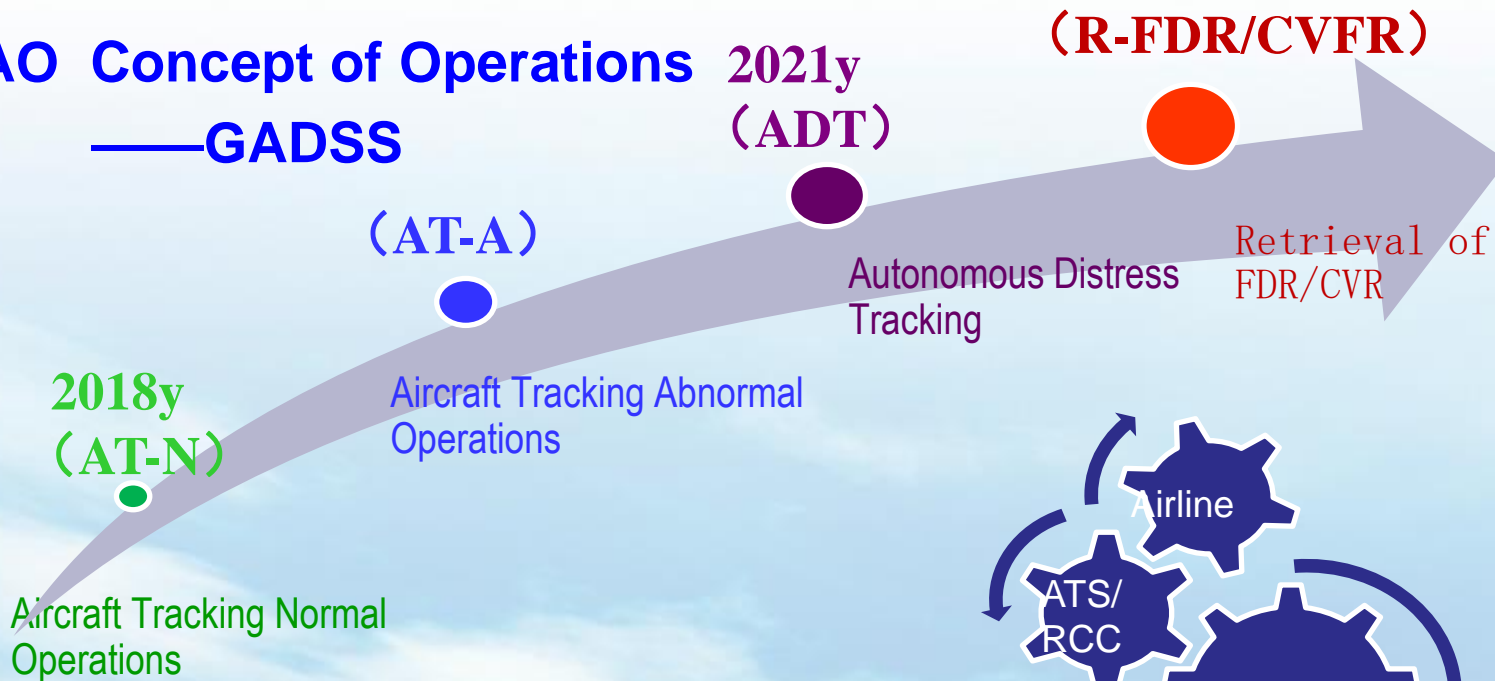 AO Concept of Operations
——GADSS
2018y
（AT-N）
Aircraft Tracking Normal
Operations
（AT-A）
Aircraft Tracking Abnormal
Operations
2021y
（ADT）
Autonomous Distress
Tracking
（R-FDR/CVFR）
Retrieval of
FDR/CVR
Airline
ATS/
RCC